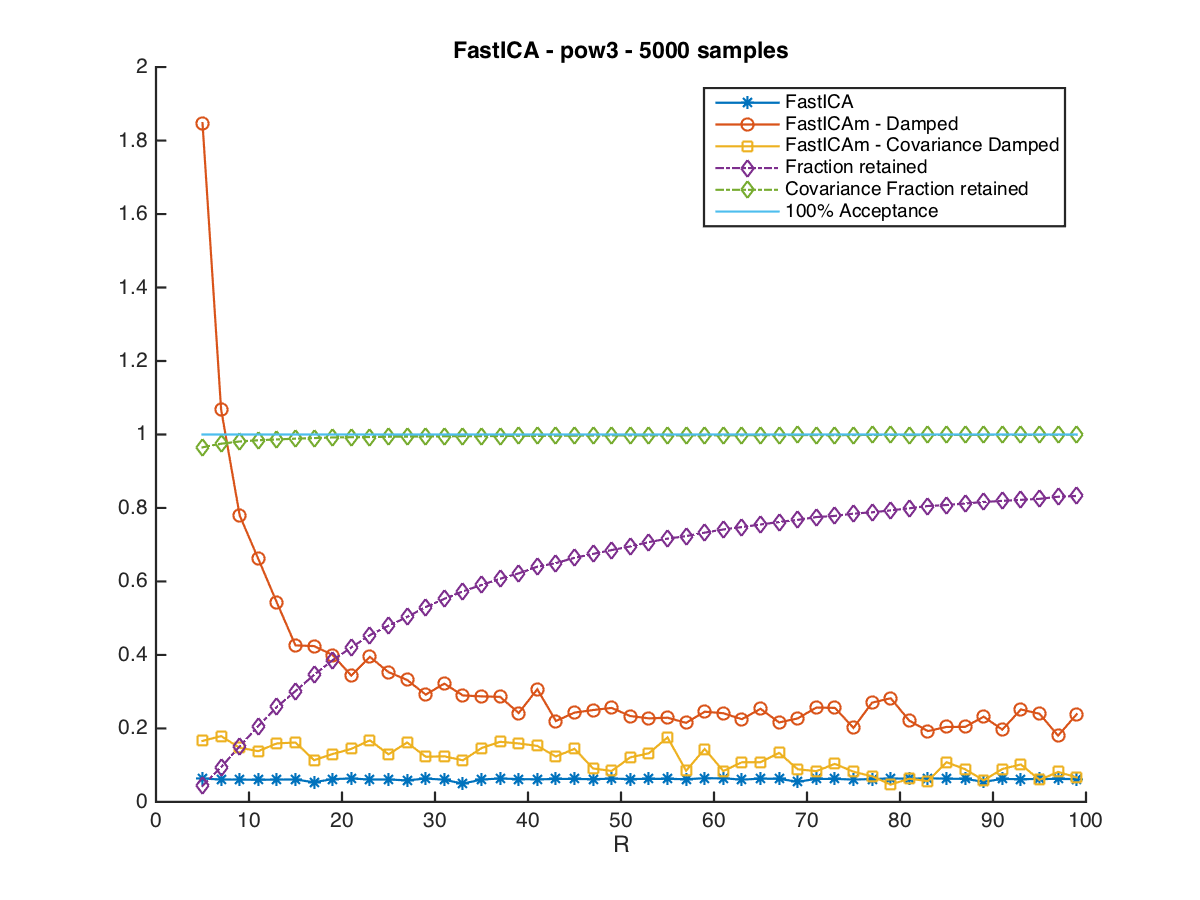 FastICA - pow3 - 5000 samples
2
1.8
1.6
1.4
1.2
1
0.8
0.6
0.4
0.2
0
FastICA
FastICAm - Damped
FastICAm - Covariance Damped
Fraction retained
Covariance Fraction retained
100% Acceptance
0 10 20 30 40 50 60 70 80 90 100
R